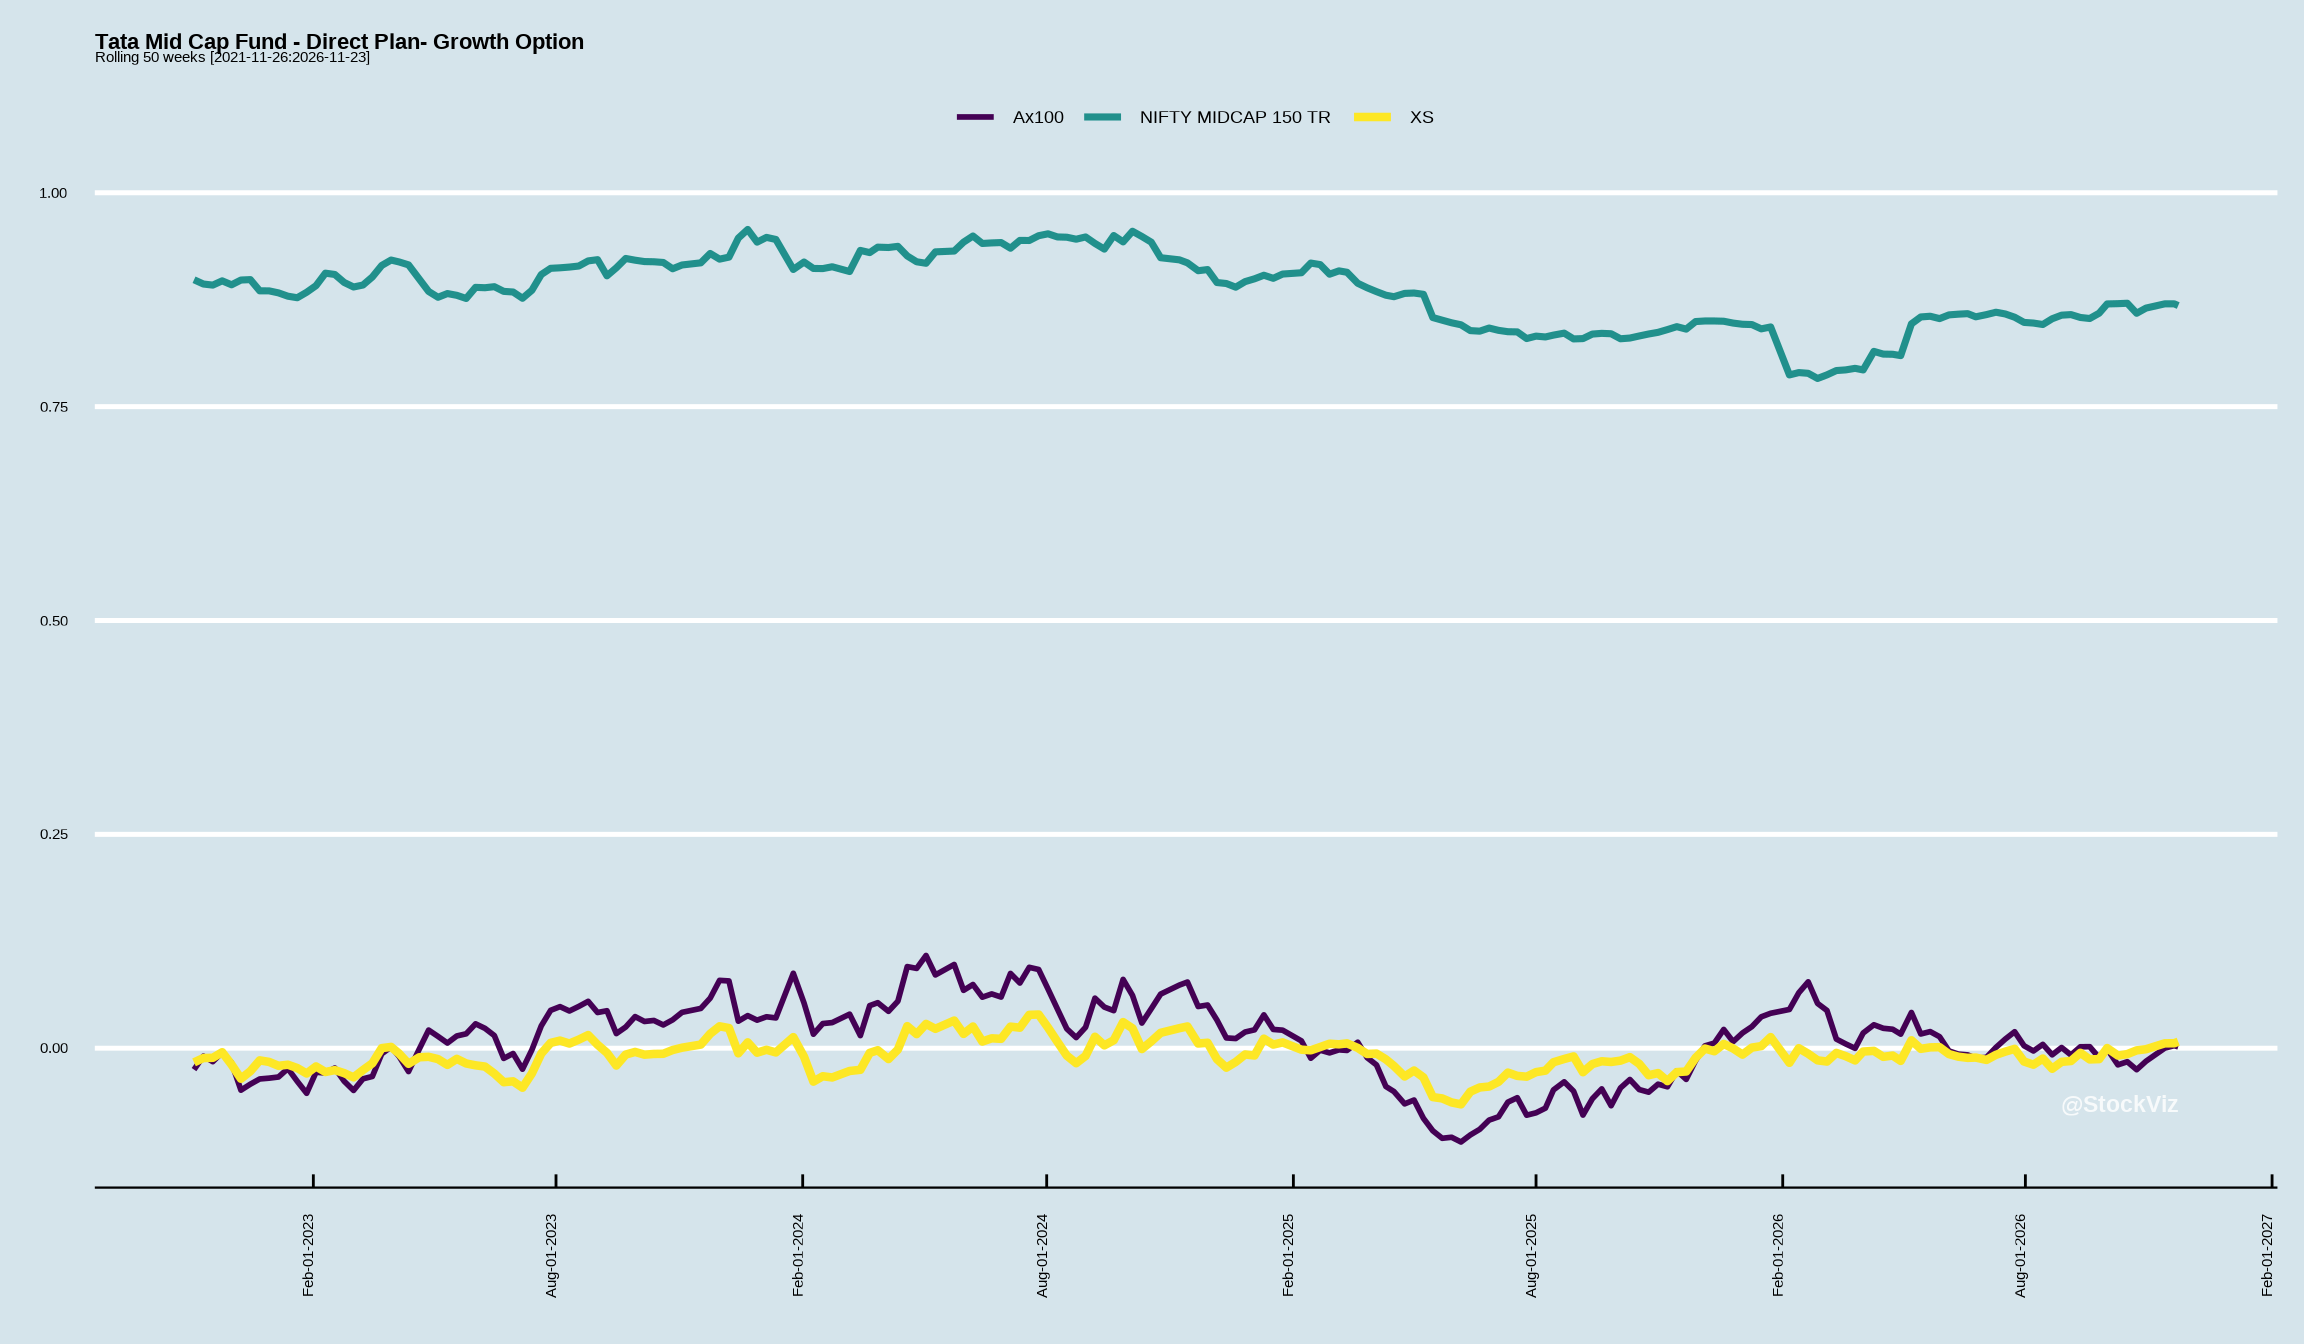 Tata Mid Cap Fund - Direct Plan- Growth Option
Rolling 50 weeks [2021-11-26:2026-11-23]
Ax100 NIFTY MIDCAP 150 TR XS
1.00
0.75
0.50
0.25
0.00
@StockViz
Feb-01-2023 Aug-01-2023 Feb-01-2024 Aug-01-2024 Feb-01-2025 Aug-01-2025 Feb-01-2026 Aug-01-2026 Feb-01-2027